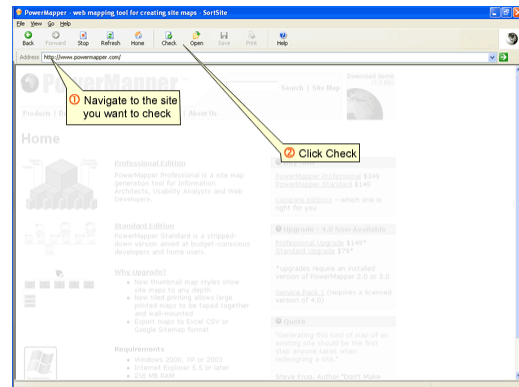 PowerMapper - web mapping tool for creating site maps - SortSite
File View Go Help
Back Forward Stop Refresh Home Check Open Save Print Help
Address http://www.powermapper.com/
PowerMapper
Download demo
Search | Site Map
① Navigate to the site
you want to check
Products |
About Us
② Click Check
Home
Professional Edition
PowerMapper Professional is a site map
generation tool for Information
Architects, Usability Analysts and Web
Developers.
PowerMapper Professional $349
PowerMapper Standard $149
Compare editions - which one is
right for you
Standard Edition
PowerMapper Standard is a stripped-
down version aimed at budget-conscious
developers and home users.
Upgrade - 4.0 Now Available
Professional Upgrade $149*
Standard Upgrade $79*
*upgrades require an installed
version of PowerMapper 2.0 or 3.0
Service Pack 1 (requires a licensed
version of 4.0)
Why Upgrade?
New thumbnail map styles show
site maps to any depth
New tiled printing allows large
printed maps to be taped together
and wall-mounted
Export maps to Excel CSV or
Google Sitemap format
Quote
"Generating this kind of map of an
existing site should be the first
step anyone takes when
redesigning a site."
Steve Krug, Author "Don't Make
Requirements
Windows 2000, XP or 2003
Internet Explorer 5.5 or later
256 MB RAM